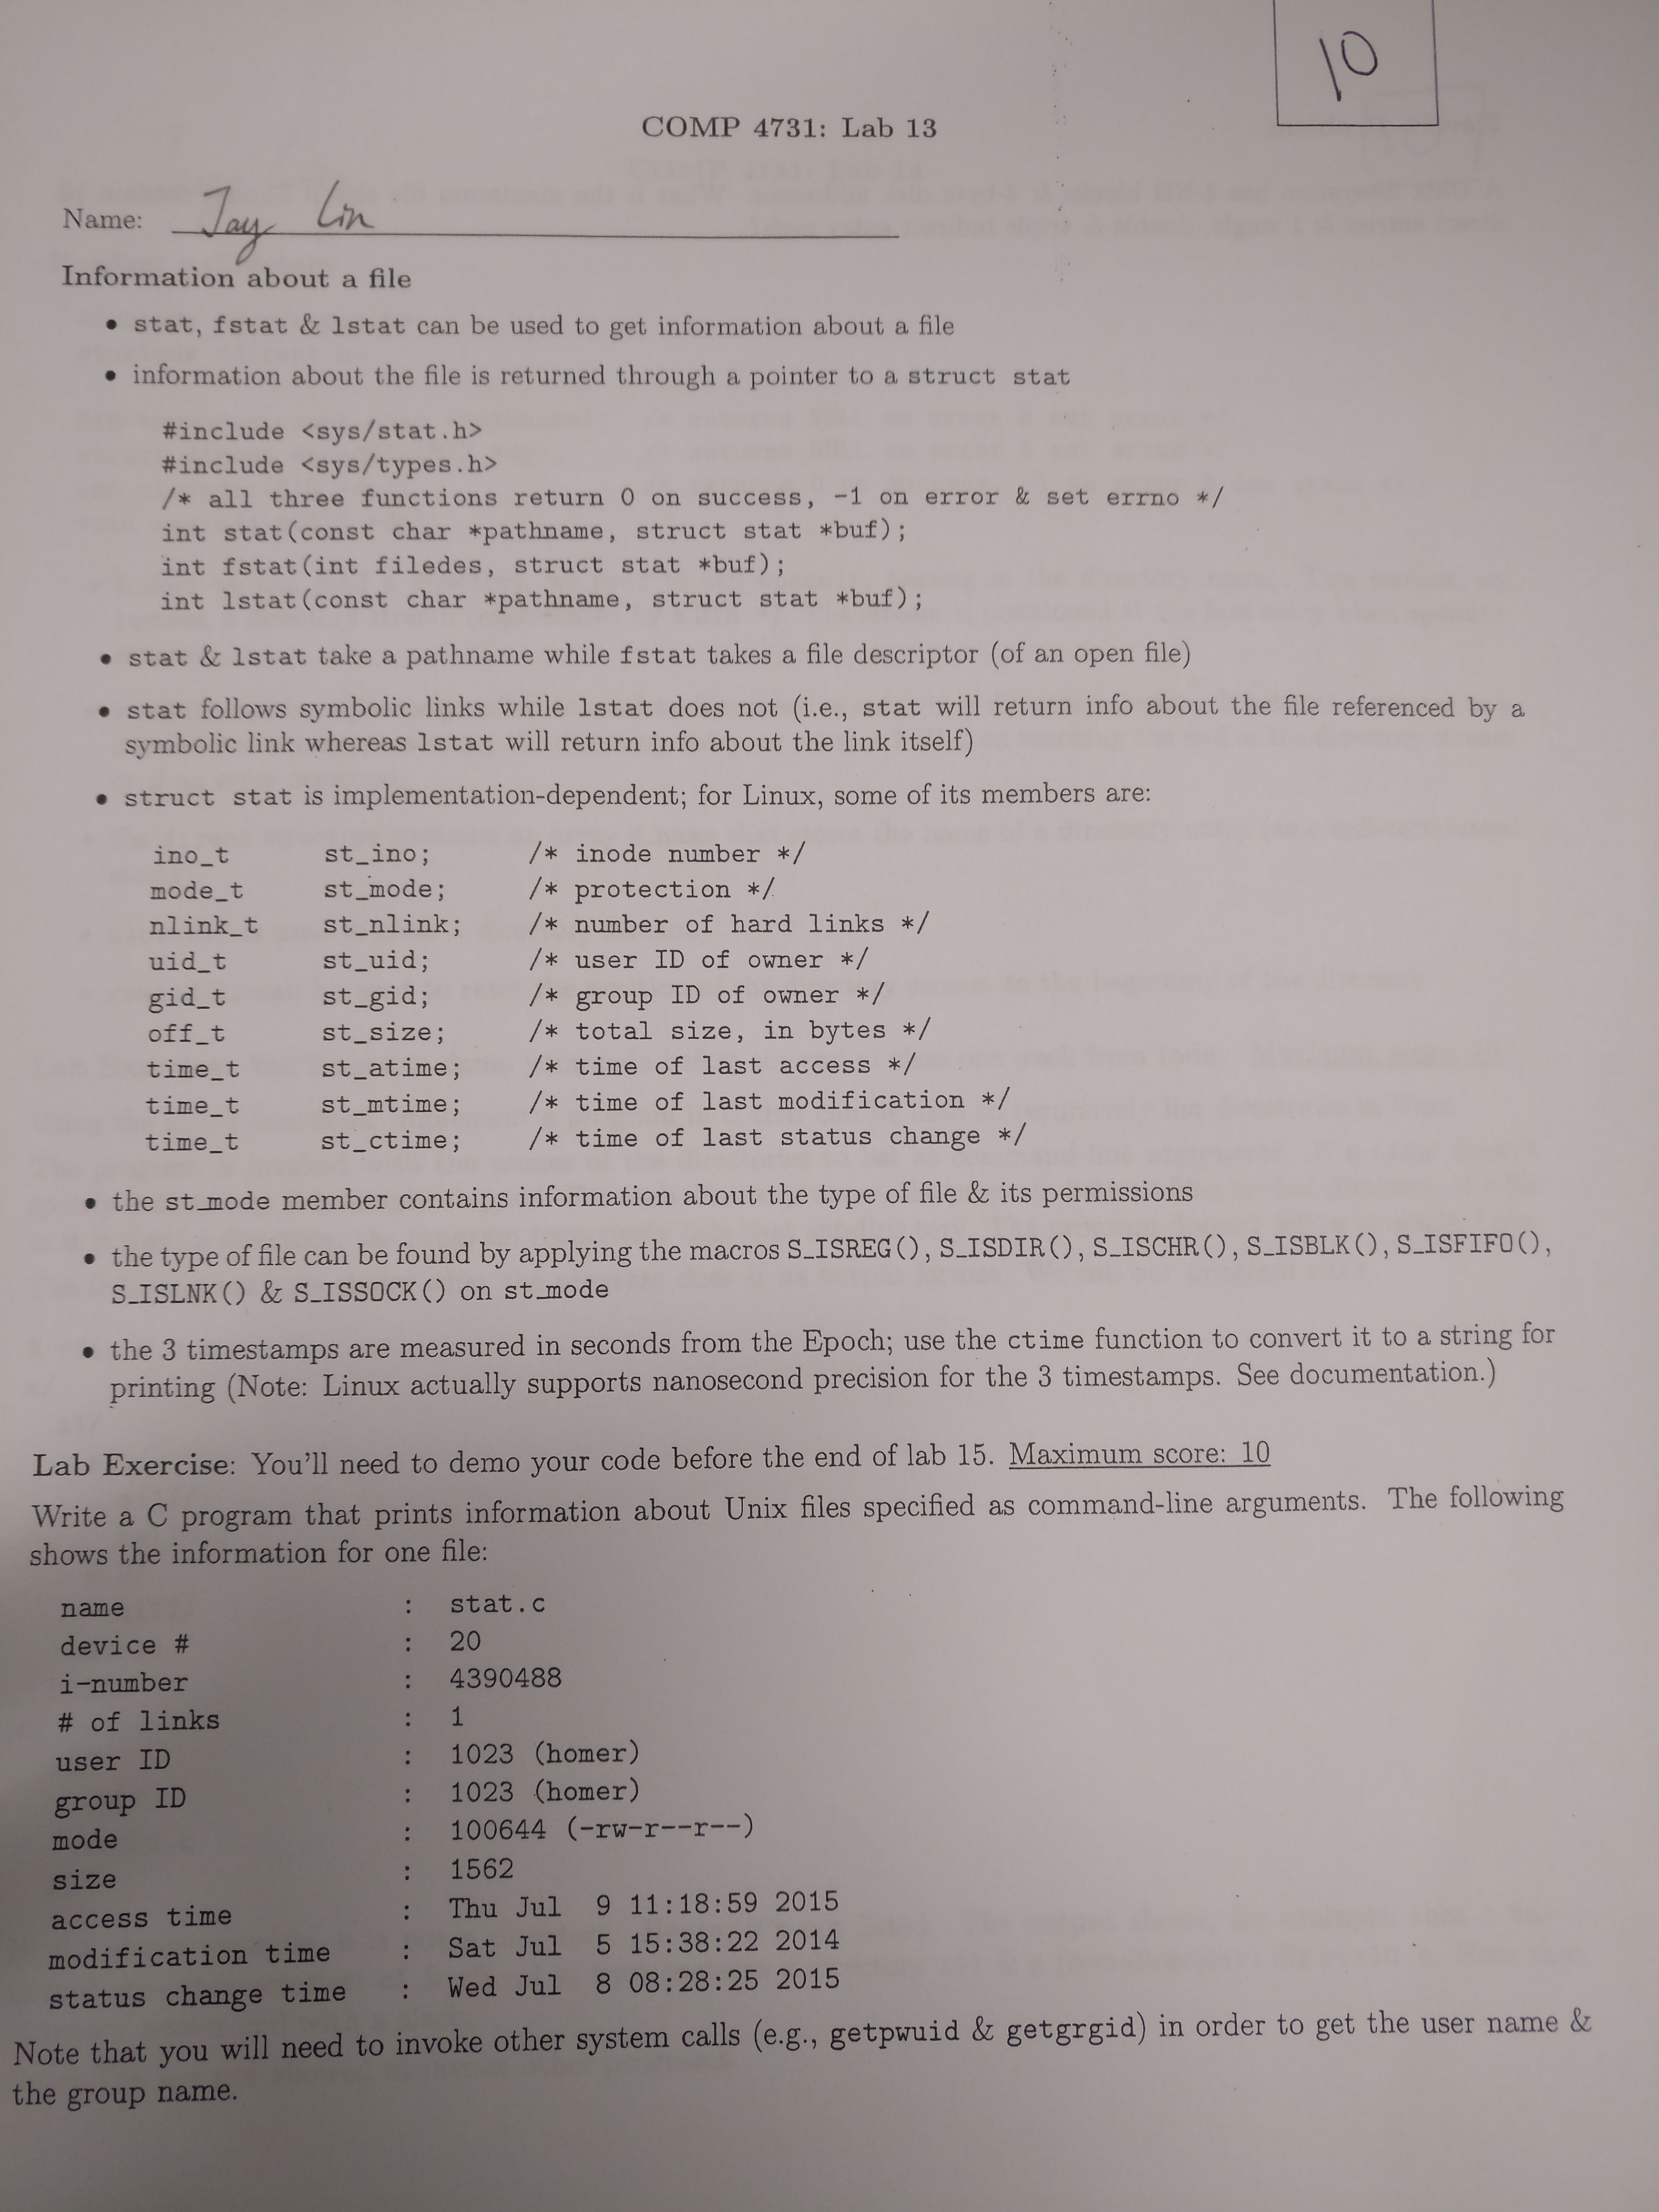 10
COMP 4731: Lab 13
Name: Jay Lin
Information about a file
• stat, fstat & lstat can be used to get information about a file
• information about the file is returned through a pointer to a struct stat
#include <sys/stat.h>
#include <sys/types.h>
/* all three functions return 0 on success, -1 on error & set errno */
int stat(const char *pathname, struct stat *buf);
int fstat(int filedes, struct stat *buf);
int lstat(const char *pathname, struct stat *buf);
• stat & lstat take a pathname while fstat takes a file descriptor (of an open file)
• stat follows symbolic links while lstat does not (i.e., stat will return info about the file referenced by a
symbolic link whereas lstat will return info about the link itself)
• struct stat is implementation-dependent; for Linux, some of its members are:
ino_t st_ino; /* inode number */
mode_t st_mode; /* protection */
nlink_t st_nlink; /* number of hard links */
uid_t st_uid; /* user ID of owner */
gid_t st_gid; /* group ID of owner */
off_t st_size; /* total size, in bytes */
time_t st_atime; /* time of last access */
time_t st_mtime; /* time of last modification */
time_t st_ctime; /* time of last status change */
• the st_mode member contains information about the type of file & its permissions
• the type of file can be found by applying the macros S_ISREG(), S_ISDIR(), S_ISCHR(), S_ISBLK(), S_ISFIFO(),
S_ISLNK() & S_ISSOCK() on st_mode
• the 3 timestamps are measured in seconds from the Epoch; use the ctime function to convert it to a string for
printing (Note: Linux actually supports nanosecond precision for the 3 timestamps. See documentation.)
Lab Exercise: You'll need to demo your code before the end of lab 15. Maximum score: 10
Write a C program that prints information about Unix files specified as command-line arguments. The following
shows the information for one file:
name : stat.c
device # : 20
i-number : 4390488
# of links : 1
user ID : 1023 (homer)
group ID : 1023 (homer)
mode : 100644 (-rw-r--r--)
size : 1562
access time : Thu Jul  9 11:18:59 2015
modification time : Sat Jul  5 15:38:22 2014
status change time : Wed Jul  8 08:28:25 2015
Note that you will need to invoke other system calls (e.g., getpwuid & getgrgid) in order to get the user name &
the group name.